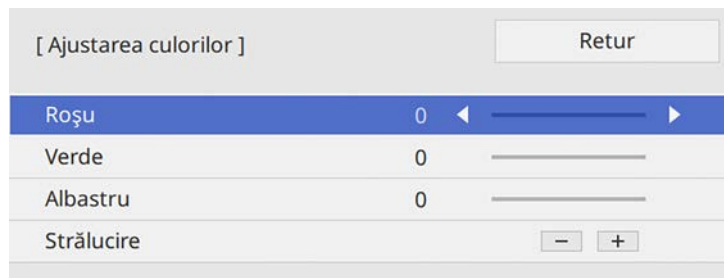 [ Ajustarea culorilor ] Retur
Roşu 0
Verde 0
Albastru 0
Strălucire − +